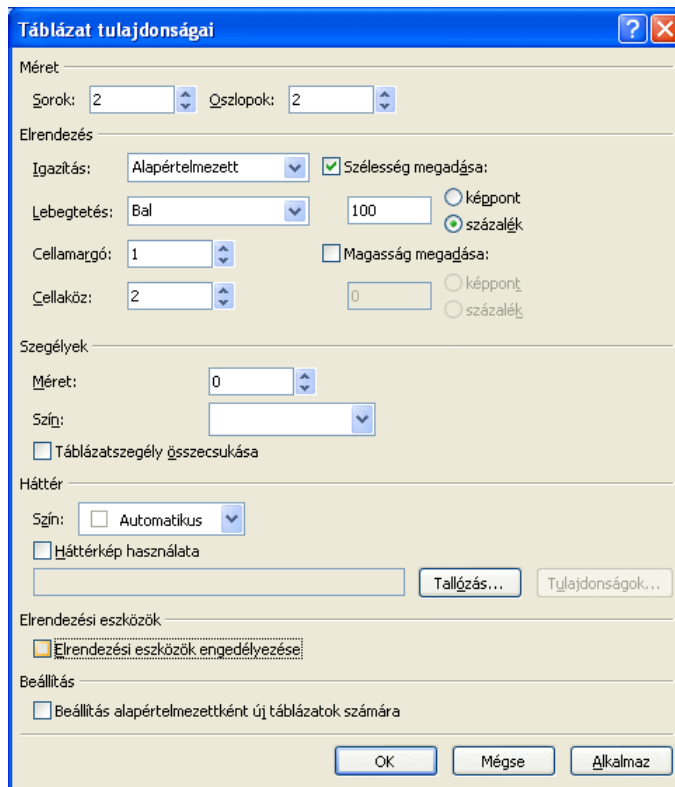 Táblázat tulajdonságai
Méret
Sorok: 2 Oszlopok: 2
Elrendezés
Igazítás: Alapértelmezett Szélesség megadása:
Lebegtetés: Bal 100 képpont
százalék
Cellamargó: 1 Magasság megadása:
Cellaköz: 2 0 képpont
százalék
Szegélyek
Méret: 0
Szín:
Táblázatszegély összecsukása
Háttér
Szín: Automatikus
Háttérkép használata
Tallózás... Tulajdonságok...
Elrendezési eszközök
Elrendezési eszközök engedélyezése
Beállítás
Beállítás alapértelmezettként új táblázatok számára
OK Mégse Alkalmaz